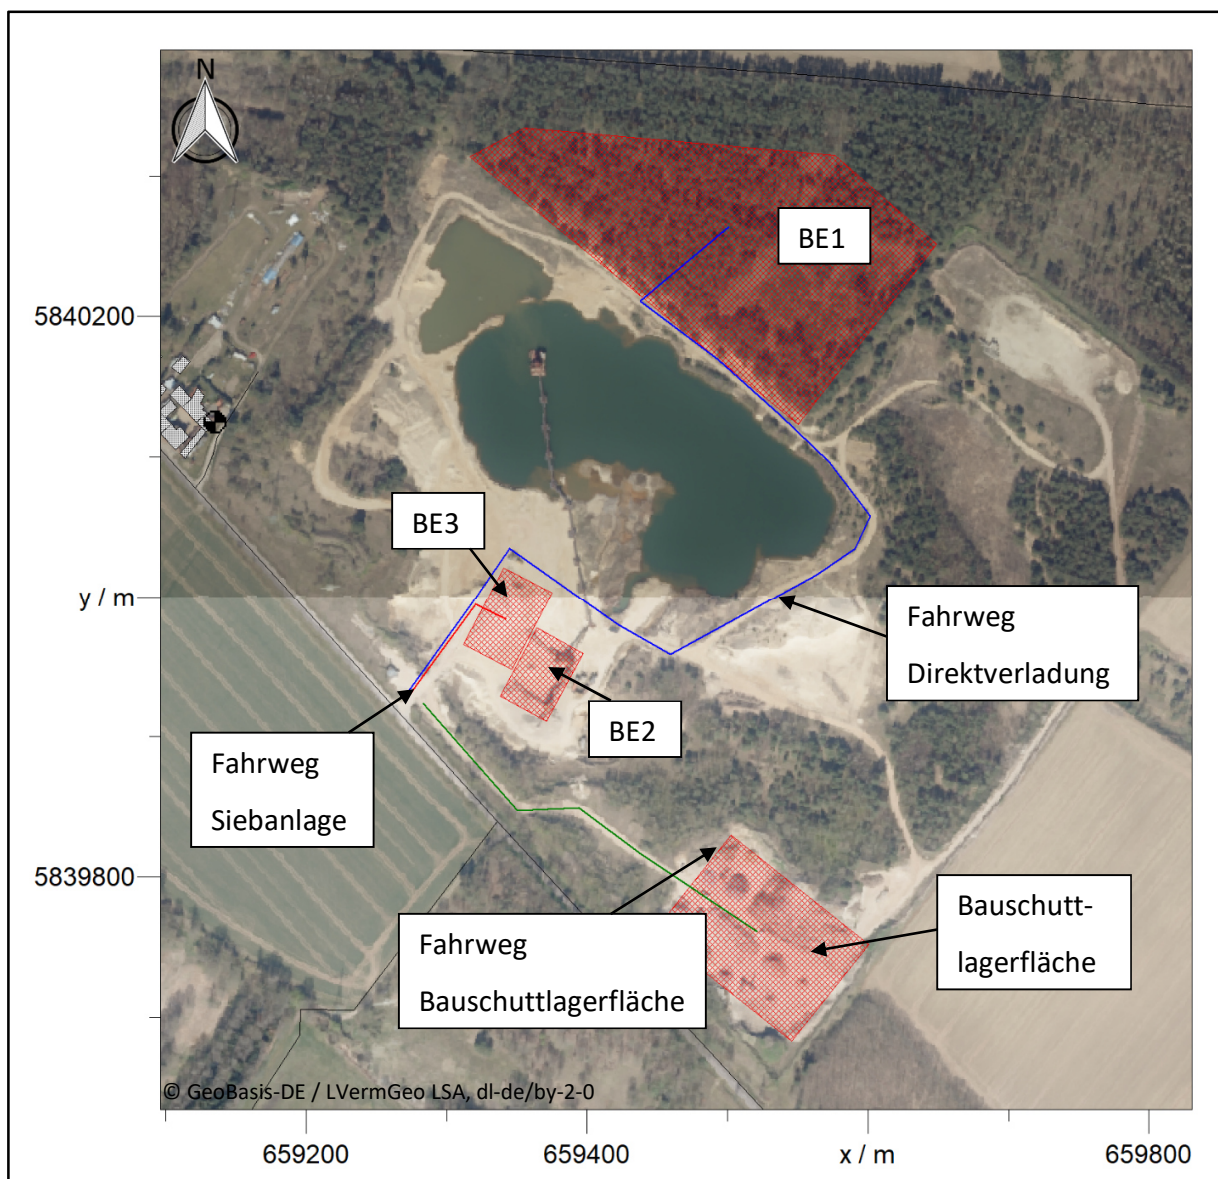 N
BE1
5840200
BE3
y / m
Fahrweg
Direktverladung
BE2
Fahrweg
Siebanlage
5839800
Bauschutt-
lagerfläche
Fahrweg
Bauschuttlagerfläche
© GeoBasis-DE / LVermGeo LSA, dl-de/by-2-0
659200
659400
x / m
659800